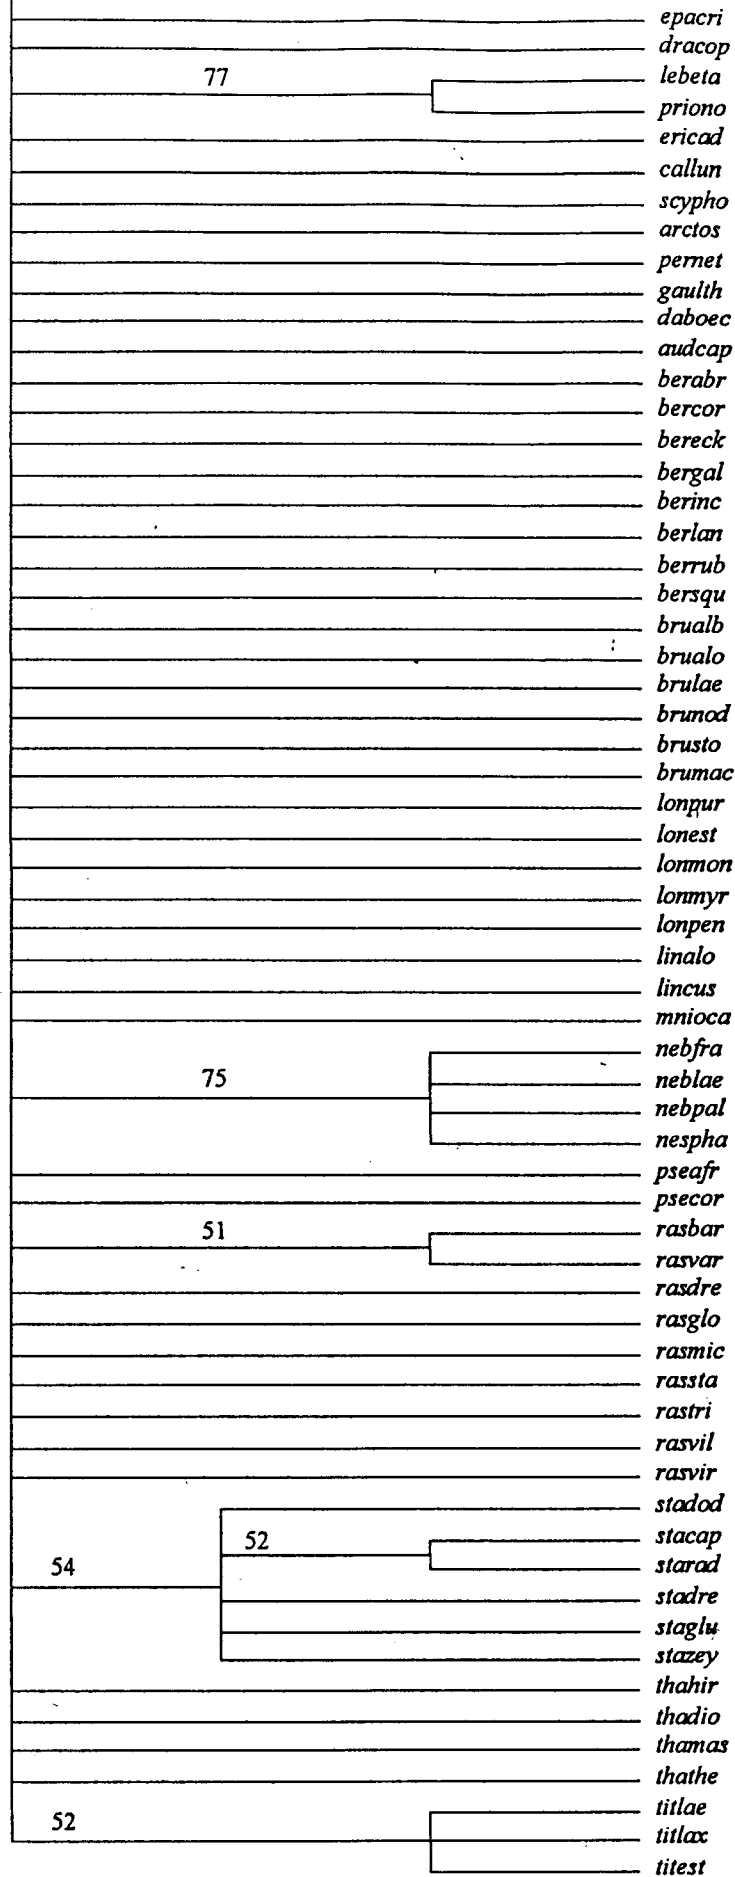 epacri
dracop
77
lebeta
priono
ericad
callun
scypho
arctos
pernet
gaulth
daboec
audcap
berabr
bercor
bereck
bergal
berinc
berlan
berrub
bersqu
brualb
brualo
brulae
brunod
brusto
brumac
lonpur
lonest
lonmon
lonmyr
lonpen
linalo
lincus
mnioca
nebfra
75
neblae
nebpal
nespha
pseafr
psecor
51
rasbar
rasvar
rasdre
rasglo
rasmic
rassta
rastri
rasvil
rasvir
stadod
52
stacap
54
starad
stadre
staglu
stazey
thahir
thadio
thamas
thathe
titlae
52
titlax
titest